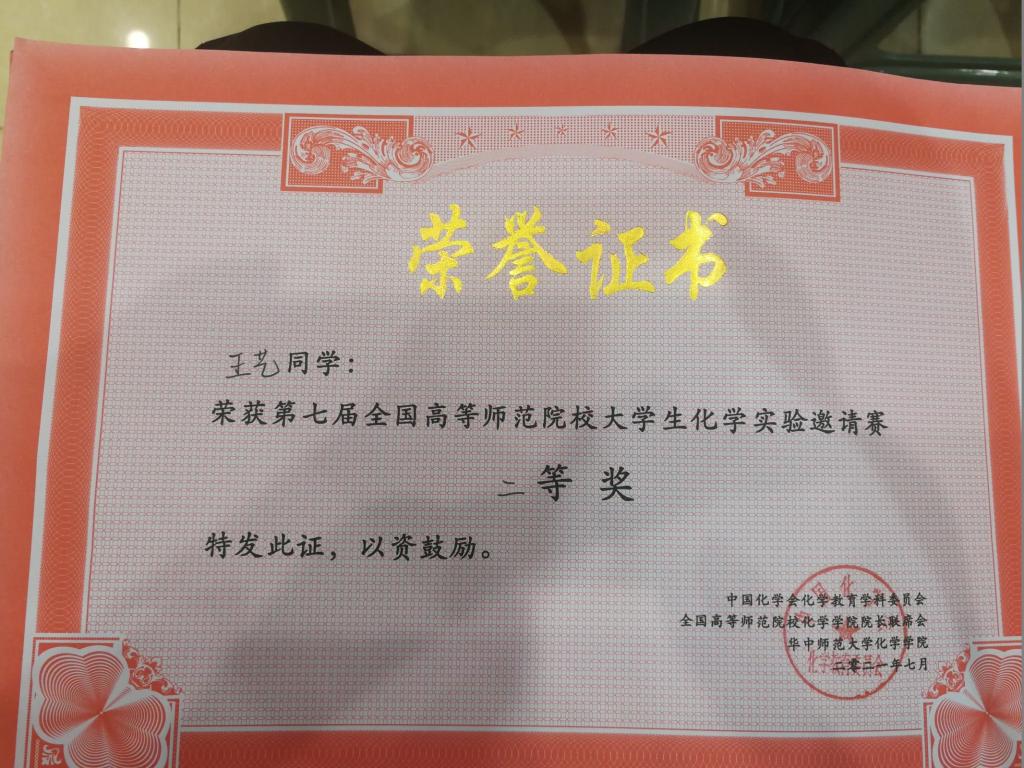 荣誉证书
王艺同学：
荣获第七届全国高等师范院校大学生化学实验邀请赛
二等奖
特发此证，以资鼓励。
中国化学会化学教育学科委员会
全国高等师范院校化学学院院长联席会
华中师范大学化学学院
二零二一年七月